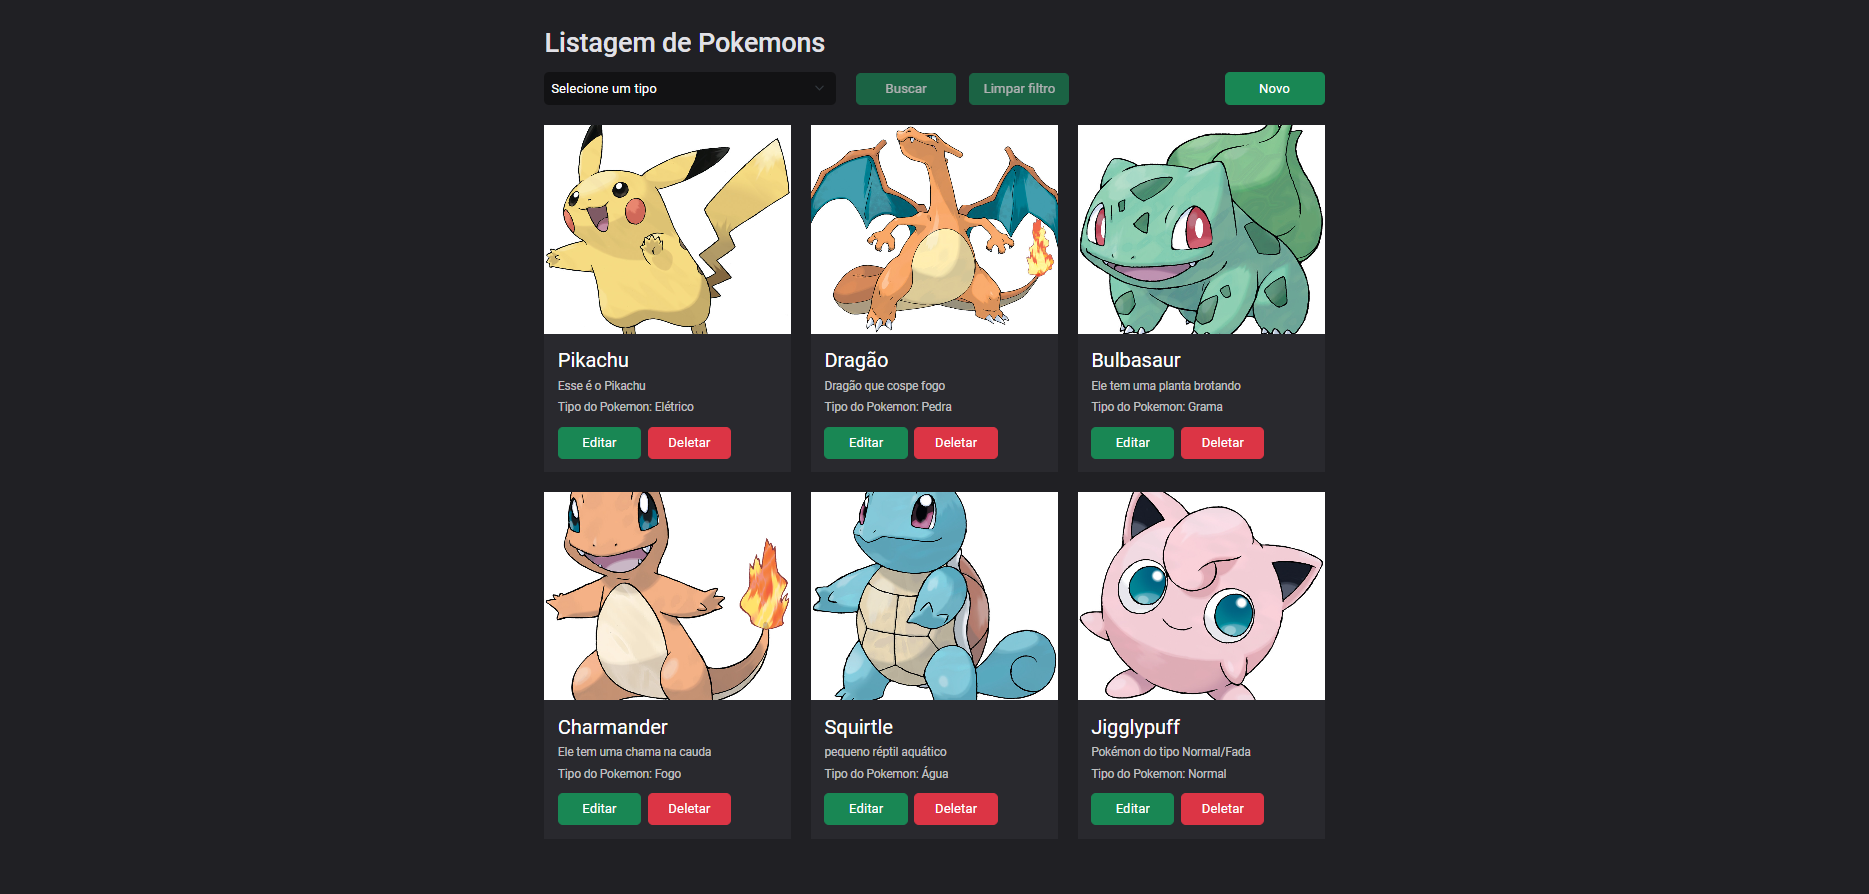 Listagem de Pokemons
Selecione um tipo
Buscar
Limpar filtro
Novo
Pikachu
Esse é o Pikachu
Tipo do Pokemon: Elétrico
Editar
Deletar
Dragão
Dragão que cospe fogo
Tipo do Pokemon: Pedra
Editar
Deletar
Bulbasaur
Ele tem uma planta brotando
Tipo do Pokemon: Grama
Editar
Deletar
Charmander
Ele tem uma chama na cauda
Tipo do Pokemon: Fogo
Editar
Deletar
Squirtle
pequeno réptil aquático
Tipo do Pokemon: Água
Editar
Deletar
Jigglypuff
Pokémon do tipo Normal/Fada
Tipo do Pokemon: Normal
Editar
Deletar